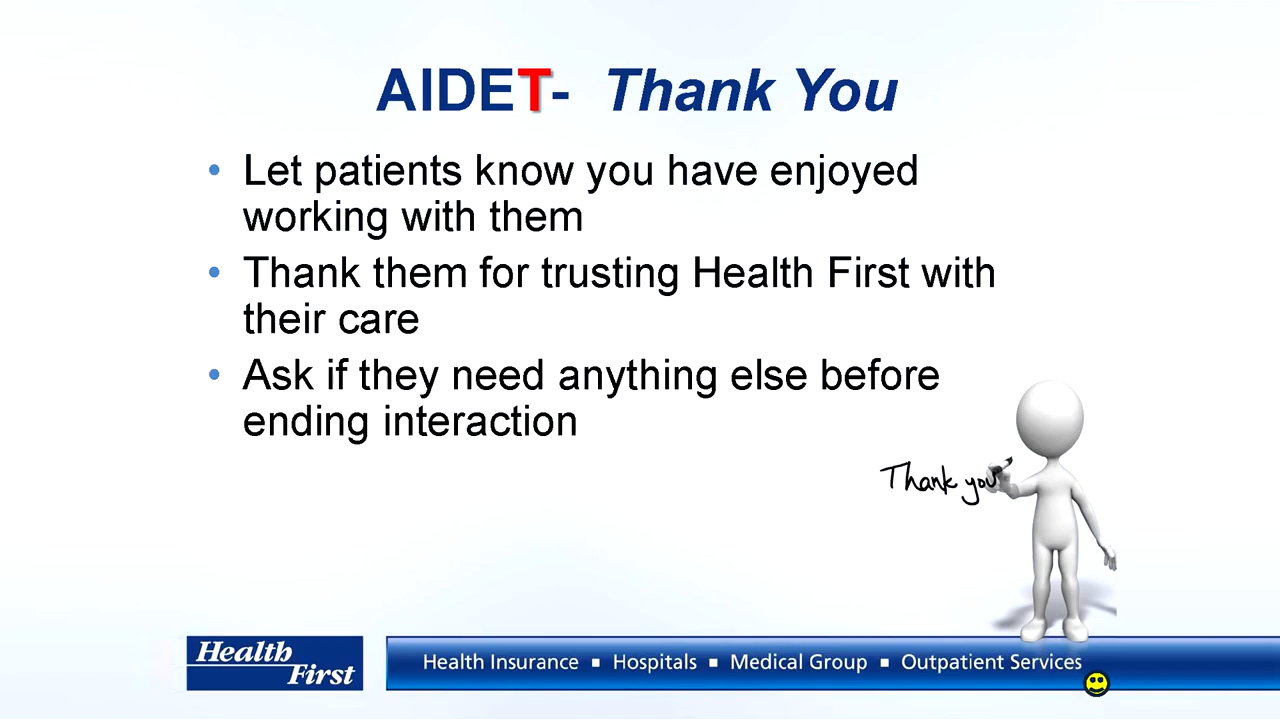 AIDET- Thank You
• Let patients know you have enjoyed
working with them
• Thank them for trusting Health First with
their care
• Ask if they need anything else before
ending interaction
Thank you
Health
First
Health Insurance ▪ Hospitals ▪ Medical Group ▪ Outpatient Services